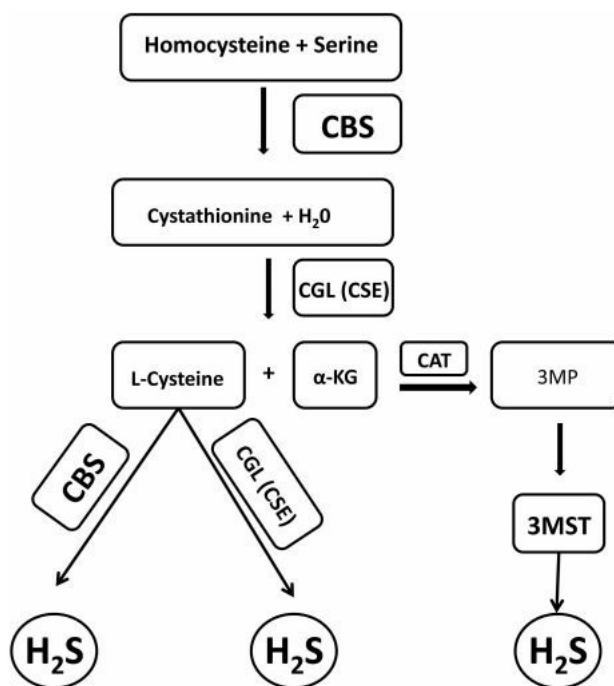 Homocysteine + Serine
CBS
Cystathionine + H₂0
CGL (CSE)
L-Cysteine + α-KG CAT 3MP
CBS CGL (CSE)
3MST
H₂S H₂S H₂S